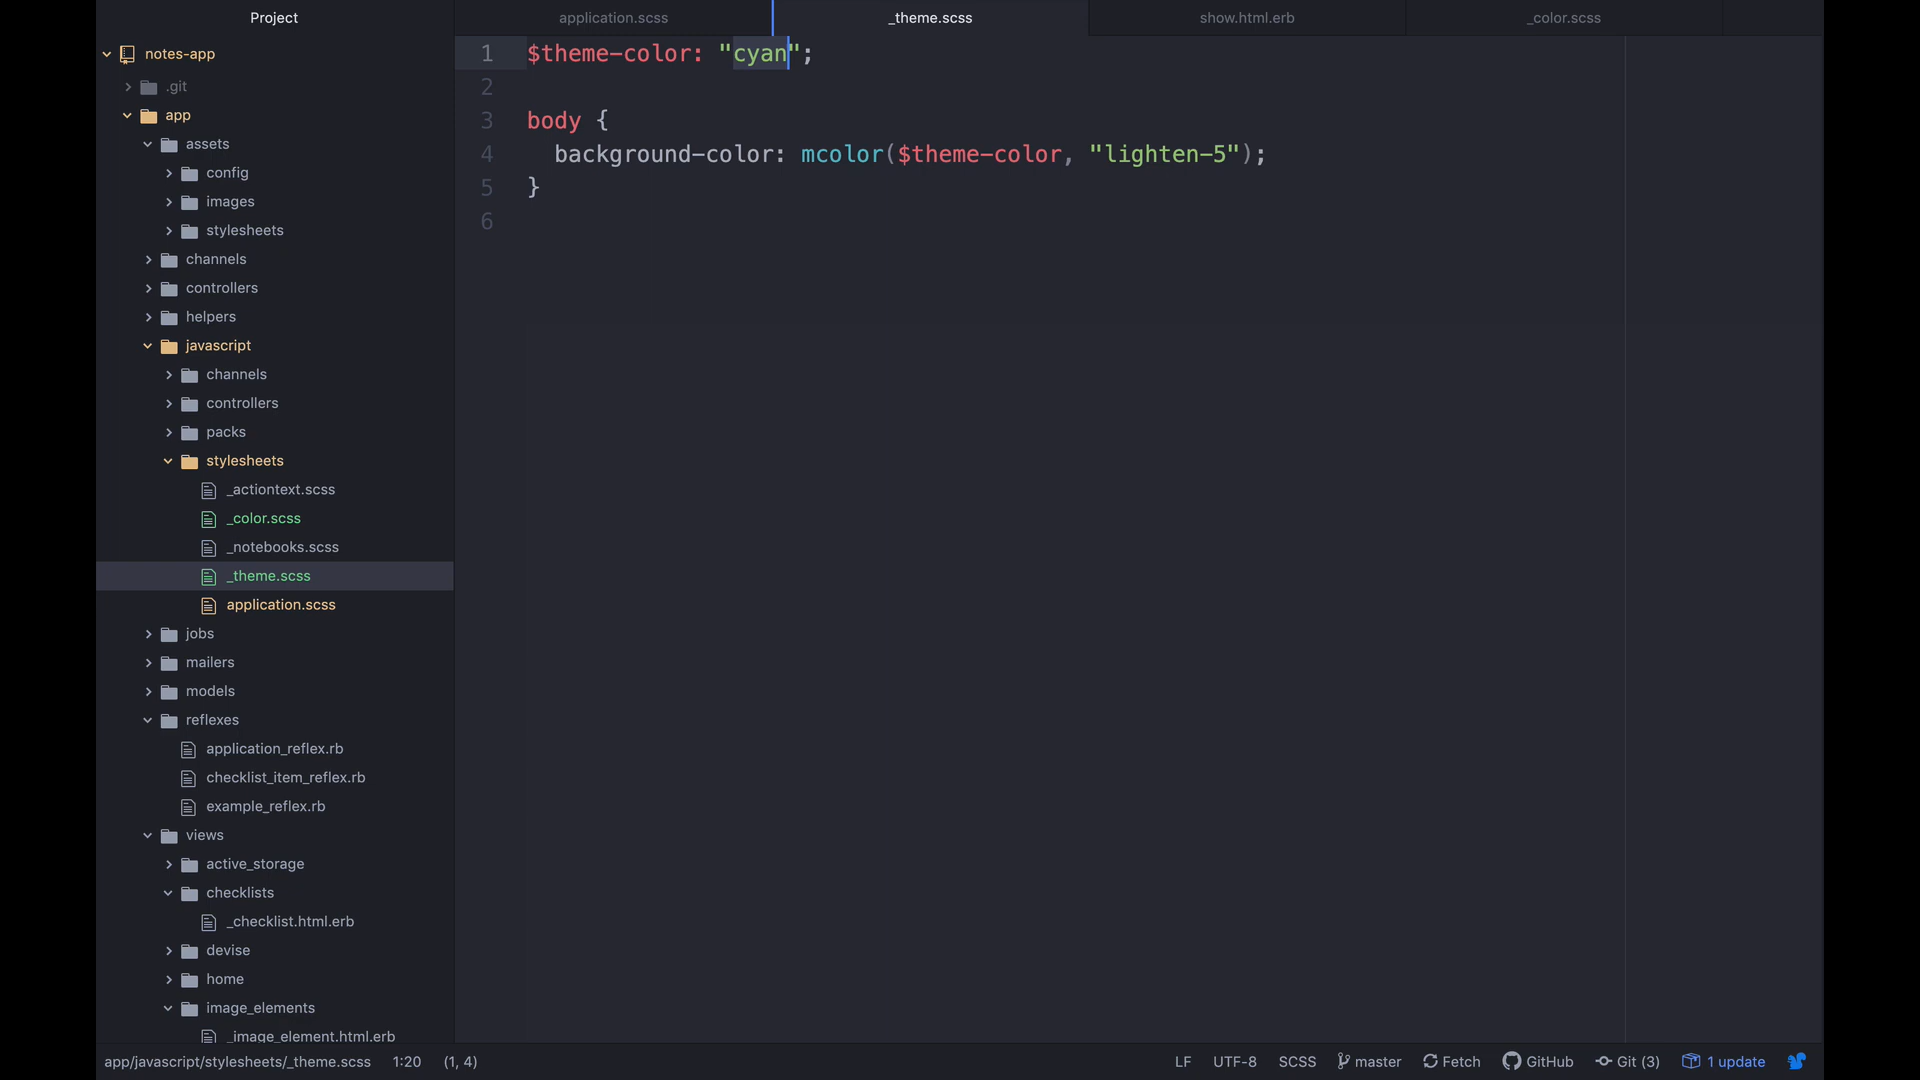 Project
application.scss
_theme.scss
show.html.erb
_color.scss
notes-app
.git
app
assets
config
images
stylesheets
channels
controllers
helpers
javascript
channels
controllers
packs
stylesheets
_actiontext.scss
_color.scss
_notebooks.scss
_theme.scss
application.scss
jobs
mailers
models
reflexes
application_reflex.rb
checklist_item_reflex.rb
example_reflex.rb
views
active_storage
checklists
_checklist.html.erb
devise
home
image_elements
_image_element.html.erb
1 $theme-color: "cyan";
2
3 body {
4 background-color: mcolor($theme-color, "lighten-5");
5 }
6
app/javascript/stylesheets/_theme.scss 1:20 (1, 4) LF UTF-8 SCSS master Fetch GitHub Git (3) 1 update